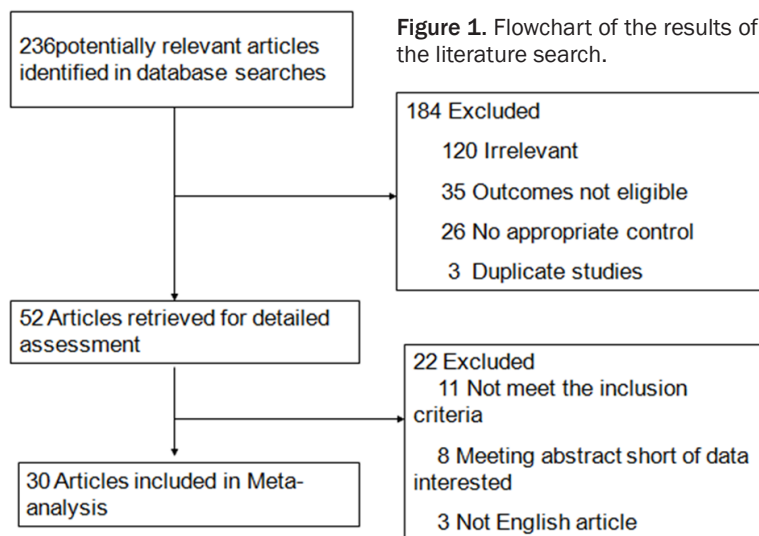 236potentially relevant articles
identified in database searches
Figure 1. Flowchart of the results of
the literature search.
184 Excluded
120 Irrelevant
35 Outcomes not eligible
26 No appropriate control
3 Duplicate studies
52 Articles retrieved for detailed
assessment
22 Excluded
11 Not meet the inclusion
criteria
8 Meeting abstract short of data
interested
3 Not English article
30 Articles included in Meta-
analysis